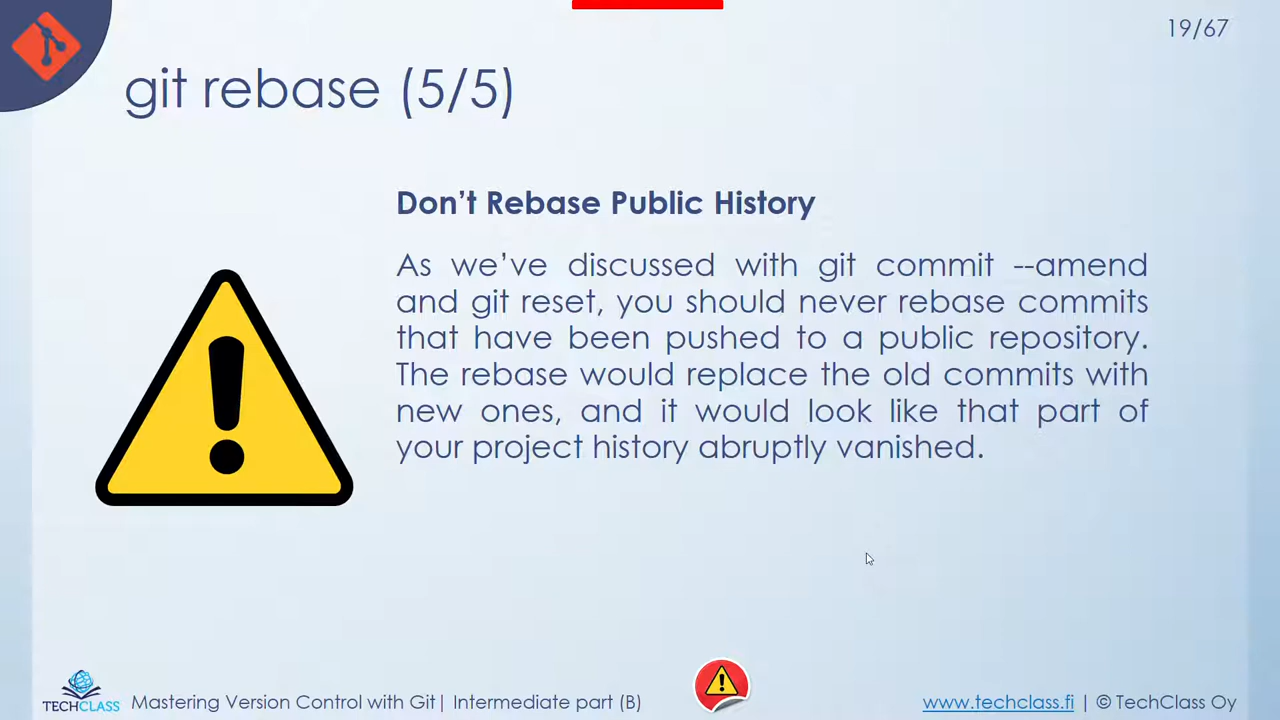 19/67
git rebase (5/5)
Don’t Rebase Public History
As we’ve discussed with git commit --amend
and git reset, you should never rebase commits
that have been pushed to a public repository.
The rebase would replace the old commits with
new ones, and it would look like that part of
your project history abruptly vanished.
TECHCLASS
Mastering Version Control with Git| Intermediate part (B)
www.techclass.fi | © TechClass Oy